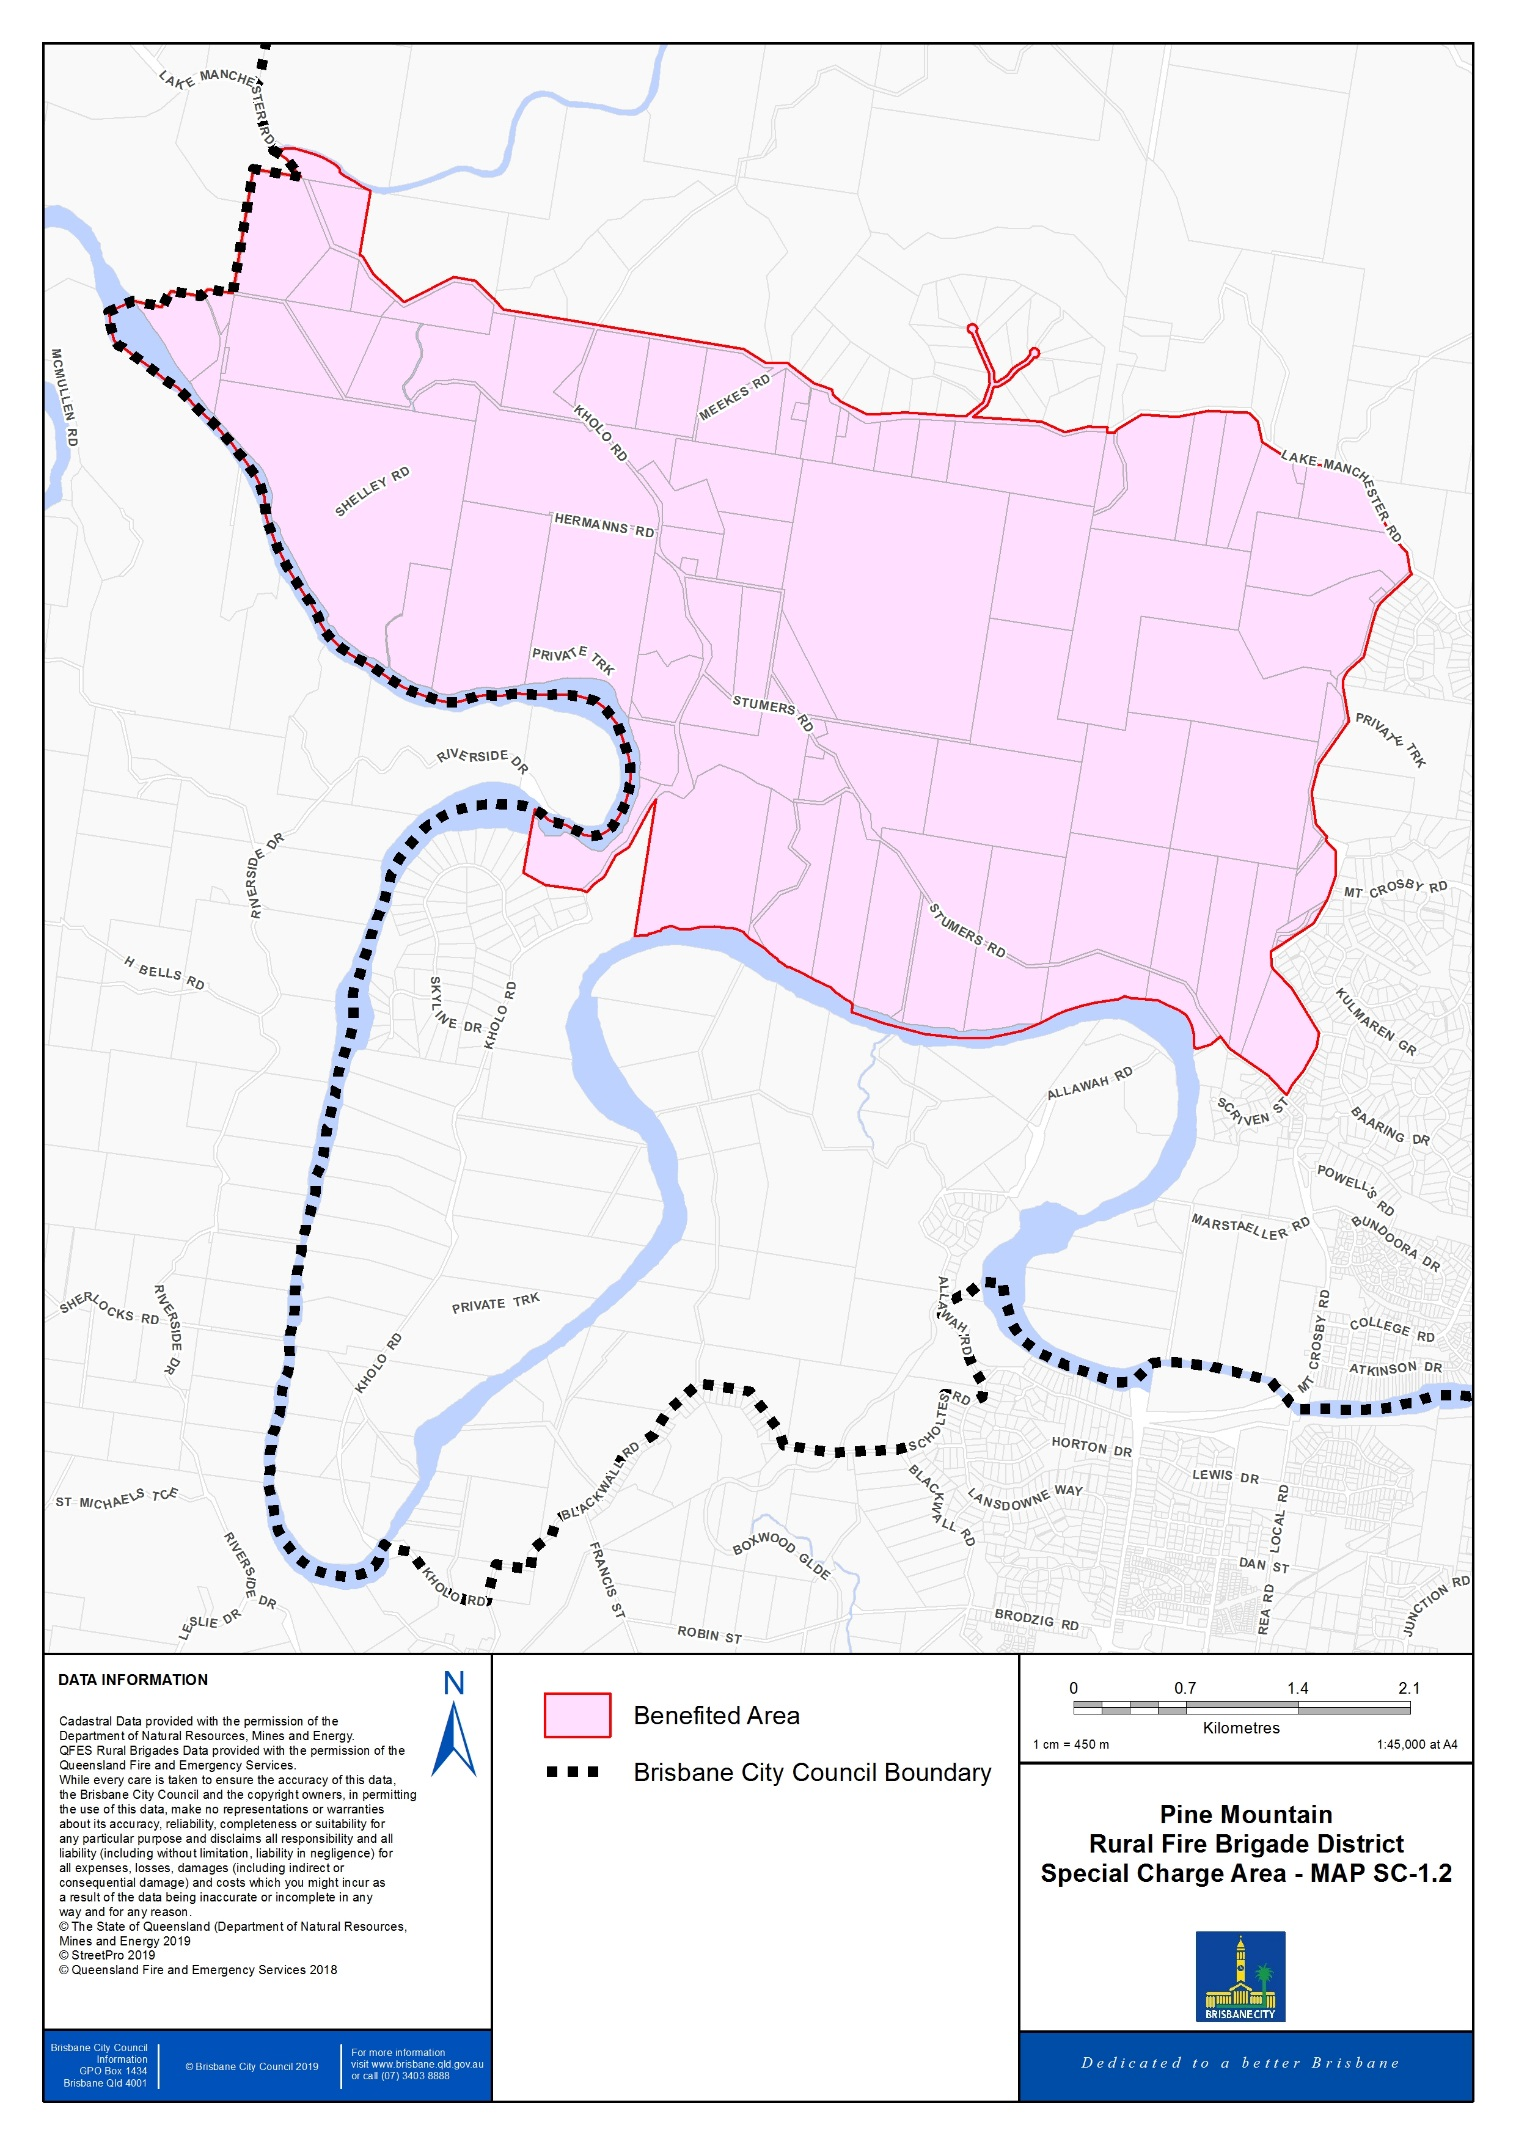 LAKE MANCHESTER RD
MCMULLEN RD
KHOLO RD
MEEKES RD
SHELLEY RD
HERMANNS RD
LAKE MANCHESTER RD
PRIVATE TRK
STUMERS RD
PRIVATE TRK
RIVERSIDE DR
RIVERSIDE DR
MT CROSBY RD
STUMERS RD
H BELLS RD
SKYLINE DR
KHOLO RD
KULMAREN GR
ALLAWAH RD
SCRIVEN ST
BAARING DR
POWELL'S RD
MARSTAELLER RD
BUNDOORA DR
SHERLOCKS RD
RIVERSIDE DR
PRIVATE TRK
ALLAWAH RD
MT CROSBY RD
COLLEGE RD
KHOLO RD
ATKINSON DR
SCHOLTES RD
BLACKWALL RD
HORTON DR
LEWIS DR
BLACKWALL RD
LANSDOWNE WAY
LOCAL RD
ST MICHAELS TCE
RIVERSIDE DR
BOXWOOD GLDE
DAN ST
KHOLO RD
FRANCIS ST
JUNCTION RD
LESLIE DR
ROBIN ST
BRODZIG RD
REA RD
DATA INFORMATION
Cadastral Data provided with the permission of the
Department of Natural Resources, Mines and Energy.
QFES Rural Brigades Data provided with the permission of the
Queensland Fire and Emergency Services.
While every care is taken to ensure the accuracy of this data,
the Brisbane City Council and the copyright owners, in permitting
the use of this data, make no representations or warranties
about its accuracy, reliability, completeness or suitability for
any particular purpose and disclaims all responsibility and all
liability (including without limitation, liability in negligence) for
all expenses, losses, damages (including indirect or
consequential damage) and costs which you might incur as
a result of the data being inaccurate or incomplete in any
way and for any reason.
© The State of Queensland (Department of Natural Resources,
Mines and Energy 2019
© StreetPro 2019
© Queensland Fire and Emergency Services 2018
N
Benefited Area
Brisbane City Council Boundary
0 0.7 1.4 2.1
Kilometres
1 cm = 450 m 1:45,000 at A4
Pine Mountain
Rural Fire Brigade District
Special Charge Area - MAP SC-1.2
BRISBANE CITY
Brisbane City Council
Information
GPO Box 1434
Brisbane Qld 4001
© Brisbane City Council 2019
For more information
visit www.brisbane.qld.gov.au
or call (07) 3403 8888
Dedicated to a better Brisbane